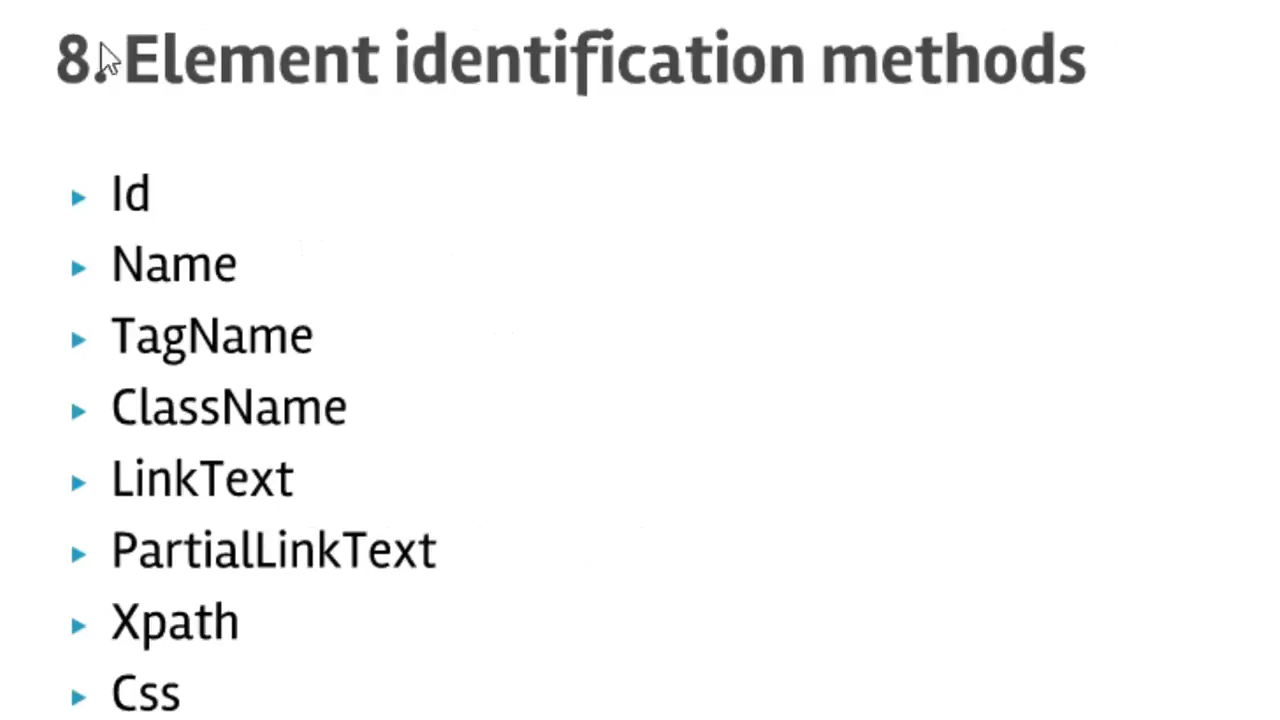 8. Element identification methods
Id
Name
TagName
ClassName
LinkText
PartialLinkText
Xpath
Css